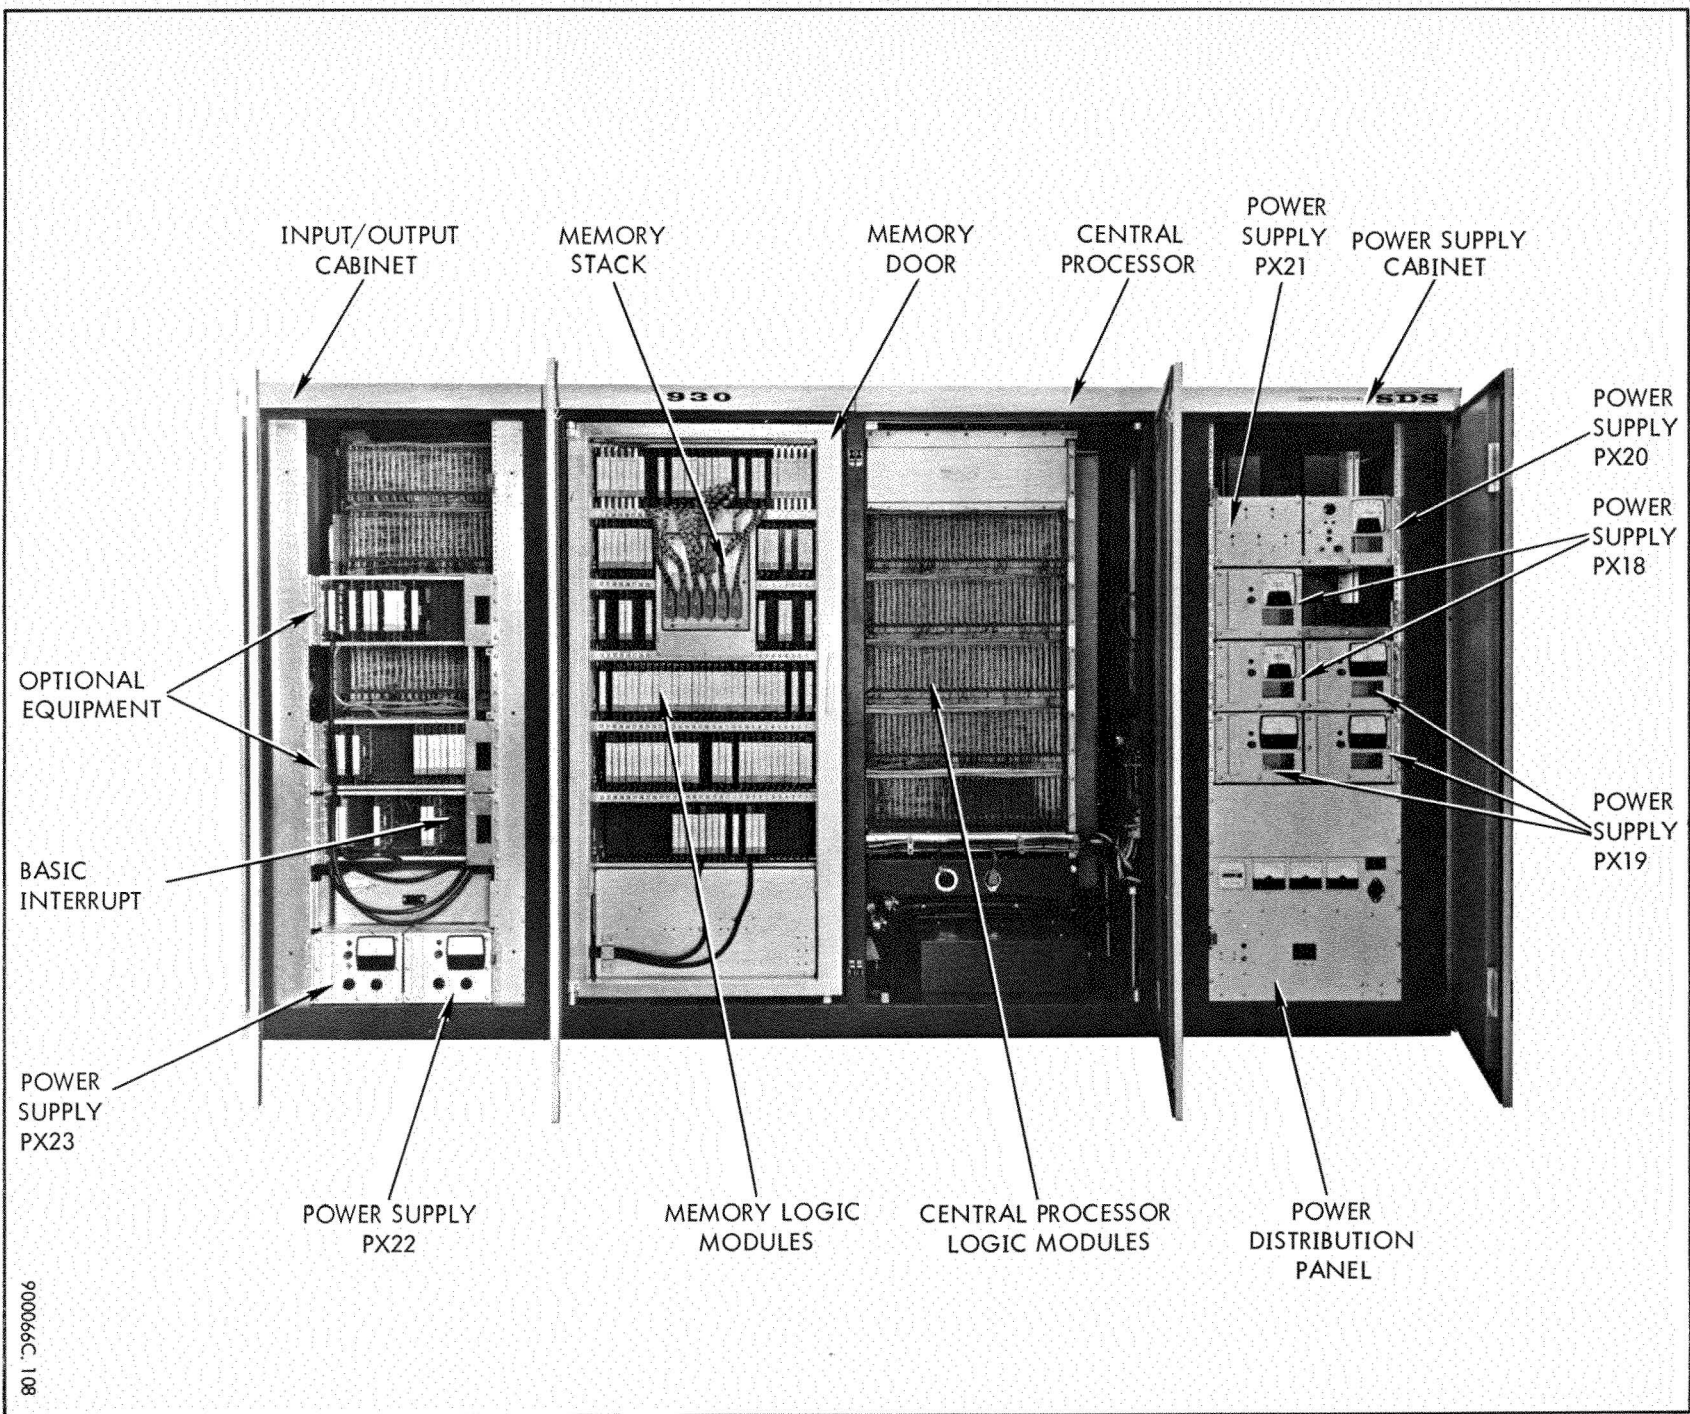 INPUT/OUTPUT
CABINET
MEMORY
STACK
MEMORY
DOOR
CENTRAL
PROCESSOR
POWER
SUPPLY
PX21
POWER SUPPLY
CABINET
930
SDS
POWER
SUPPLY
PX20
POWER
SUPPLY
PX18
OPTIONAL
EQUIPMENT
POWER
SUPPLY
PX19
BASIC
INTERRUPT
POWER
SUPPLY
PX23
POWER SUPPLY
PX22
MEMORY LOGIC
MODULES
CENTRAL PROCESSOR
LOGIC MODULES
POWER
DISTRIBUTION
PANEL
900066C. 108